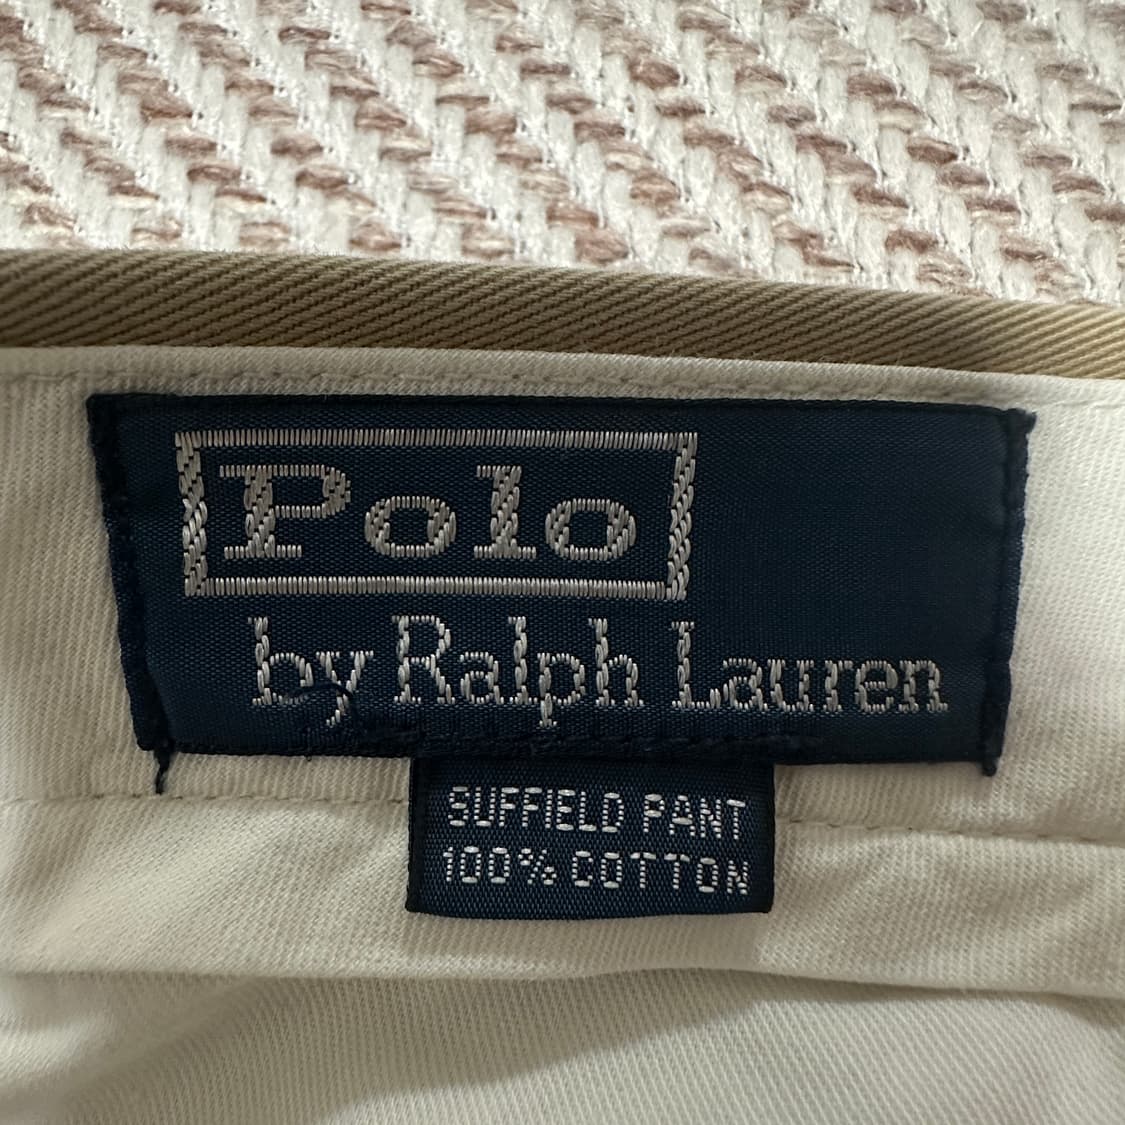 Polo
by Ralph Lauren
SUFFIELD PANT
100% COTTON